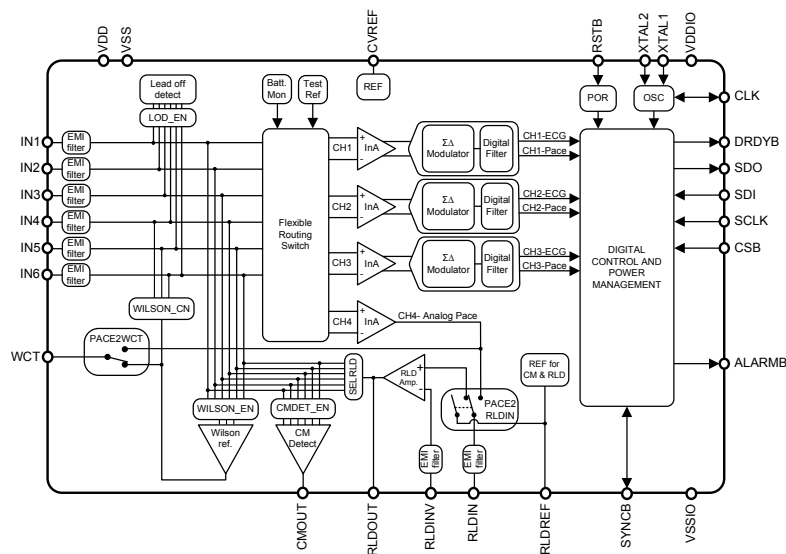 VDD
VSS
CVREF
RSTB
XTAL2
XTAL1
VDDIO
Lead off
detect
LOD_EN
Batt.
Mon
Test
Ref
REF
POR
OSC
CLK
IN1
EMI
filter
IN2
EMI
filter
IN3
EMI
filter
IN4
EMI
filter
IN5
EMI
filter
IN6
EMI
filter
Flexible
Routing
Switch
CH1
+
-
InA
ΣΔ
Modulator
Digital
Filter
CH1-ECG
CH1-Pace
CH2
+
-
InA
ΣΔ
Modulator
Digital
Filter
CH2-ECG
CH2-Pace
CH3
+
-
InA
ΣΔ
Modulator
Digital
Filter
CH3-ECG
CH3-Pace
CH4
+
-
InA
CH4- Analog Pace
DIGITAL
CONTROL AND
POWER
MANAGEMENT
DRDYB
SDO
SDI
SCLK
CSB
ALARMB
WILSON_CN
PACE2WCT
WCT
WILSON_EN
Wilson
ref.
CMDET_EN
CM
Detect
SELRLD
RLD
Amp.
+
-
PACE2
RLDIN
REF for
CM & RLD
EMI
filter
EMI
filter
CMOUT
RLDOUT
RLDINV
RLDIN
RLDREF
SYNCB
VSSIO